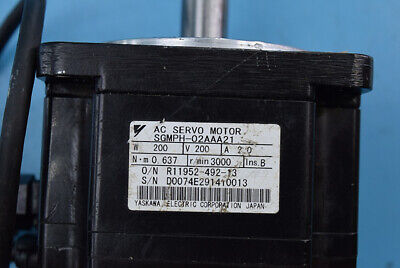 AC SERVO MOTOR
SGMPH-02AAA21
W 200 V 200 A 2.0
N·m 0.637 r/min 3000 Ins. B
O/N R11952-492-13
S/N D0074E291410013
YASKAWA ELECTRIC CORPORATION JAPAN